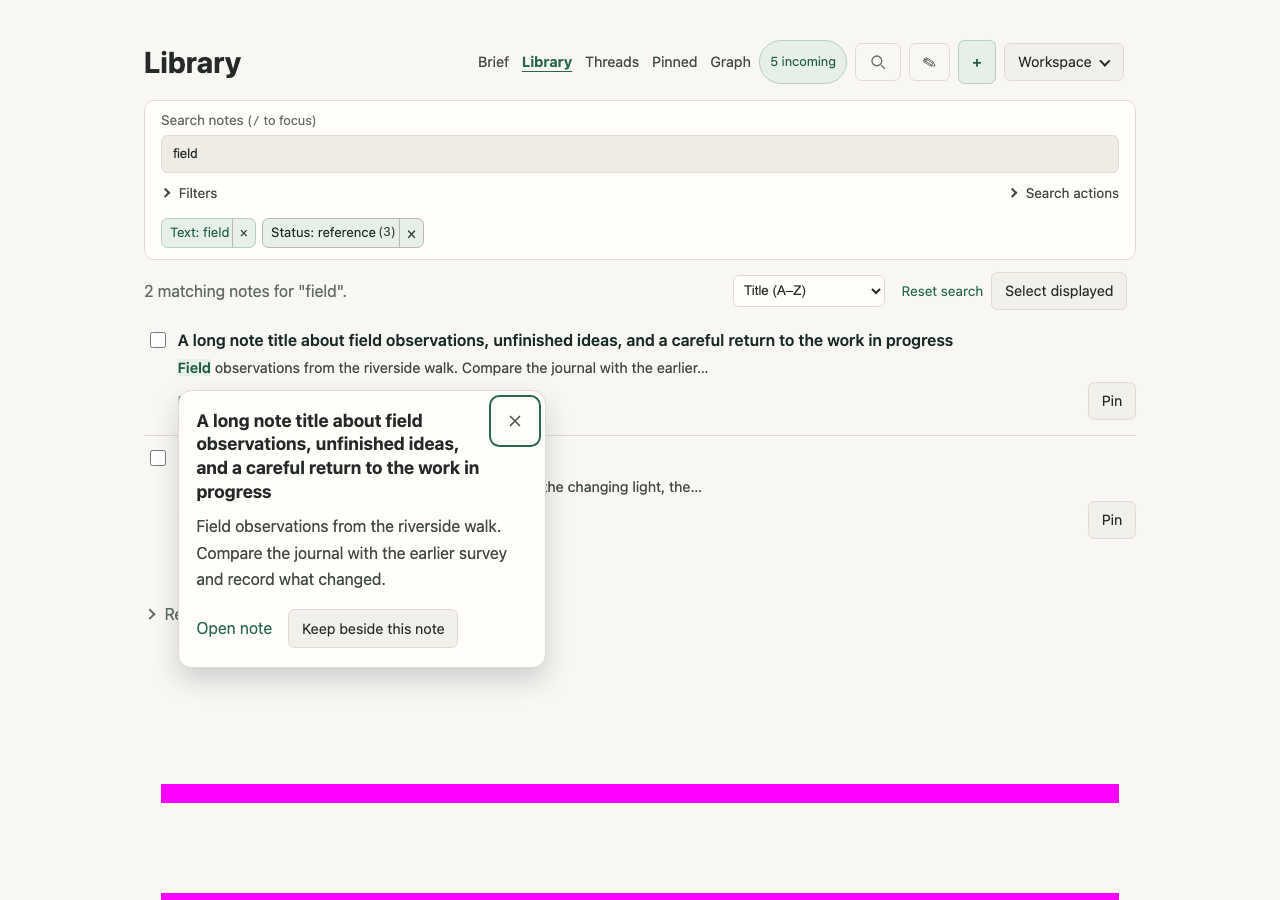 Library
Brief Library Threads Pinned Graph 5 incoming + Workspace
Search notes (/ to focus)
field
Filters
Search actions
Text: field ×
Status: reference (3) ×
2 matching notes for "field".
Title (A–Z)
Reset search
Select displayed
A long note title about field observations, unfinished ideas, and a careful return to the work in progress
Field observations from the riverside walk. Compare the journal with the earlier…
Pin
A long note title about field
observations, unfinished ideas,
and a careful return to the work in
progress
Field observations from the riverside walk.
Compare the journal with the earlier survey
and record what changed.
Open note
Keep beside this note
the changing light, the…
Pin